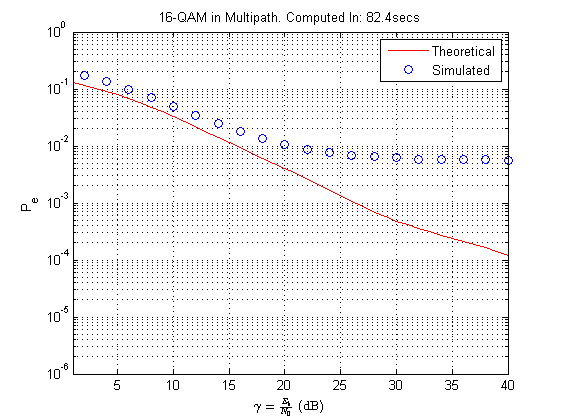 16-QAM in Multipath. Computed In: 82.4secs
Theoretical
Simulated
10^0
10^-1
10^-2
10^-3
10^-4
10^-5
10^-6
P_e
5 10 15 20 25 30 35 40
γ = E_b/N_0 (dB)